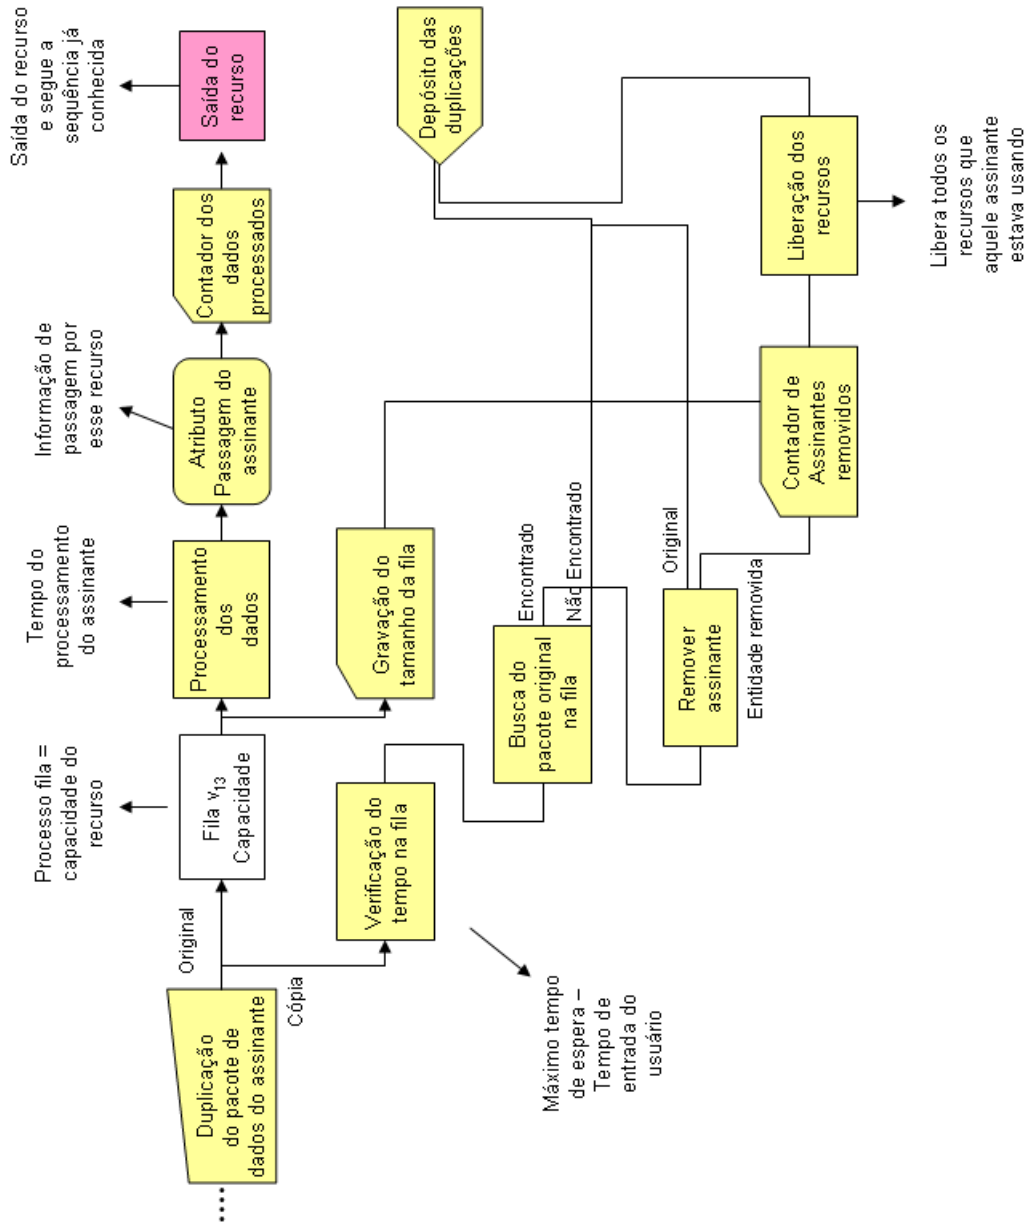 .....
Duplicação
do pacote de
dados do assinante
Original
Cópia
Processo fila =
capacidade do
recurso
Fila v13
Capacidade
Tempo do
processamento
do assinante
Processamento
dos
dados
Informação de
passagem por
esse recurso
Atributo
Passagem do
assinante
Contador dos
dados
processados
Saída do recurso
e segue a
sequência já
conhecida
Saída do
recurso
Verificação do
tempo na fila
Máximo tempo
de espera –
Tempo de
entrada do
usuário
Gravação do
tamanho da fila
Busca do
pacote original
na fila
Encontrado
Não Encontrado
Remover
assinante
Original
Entidade removida
Contador de
Assinantes
removidos
Liberação dos
recursos
Libera todos os
recursos que
aquele assinante
estava usando
Depósito das
duplicações